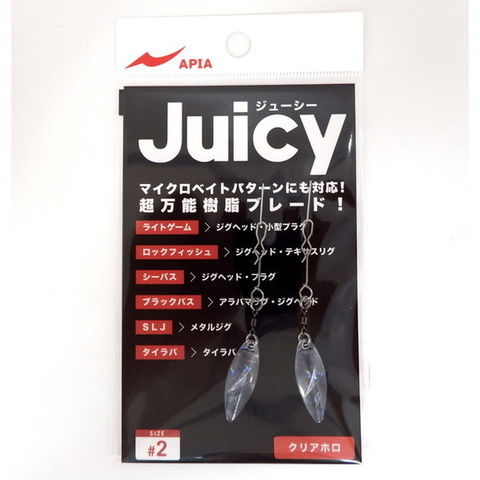 APIA
Juicy
ジューシー
マイクロベイトパターンにも対応!
超万能樹脂ブレード!
ライトゲーム > ジグヘッド・小型プラグ
ロックフィッシュ > ジグヘッド・テキサスリグ
シーバス > ジグヘッド・プラグ
ブラックバス > アラバマリグ・ジグヘッド
SLJ > メタルジグ
タイラバ > タイラバ
SIZE
#2
クリアホロ